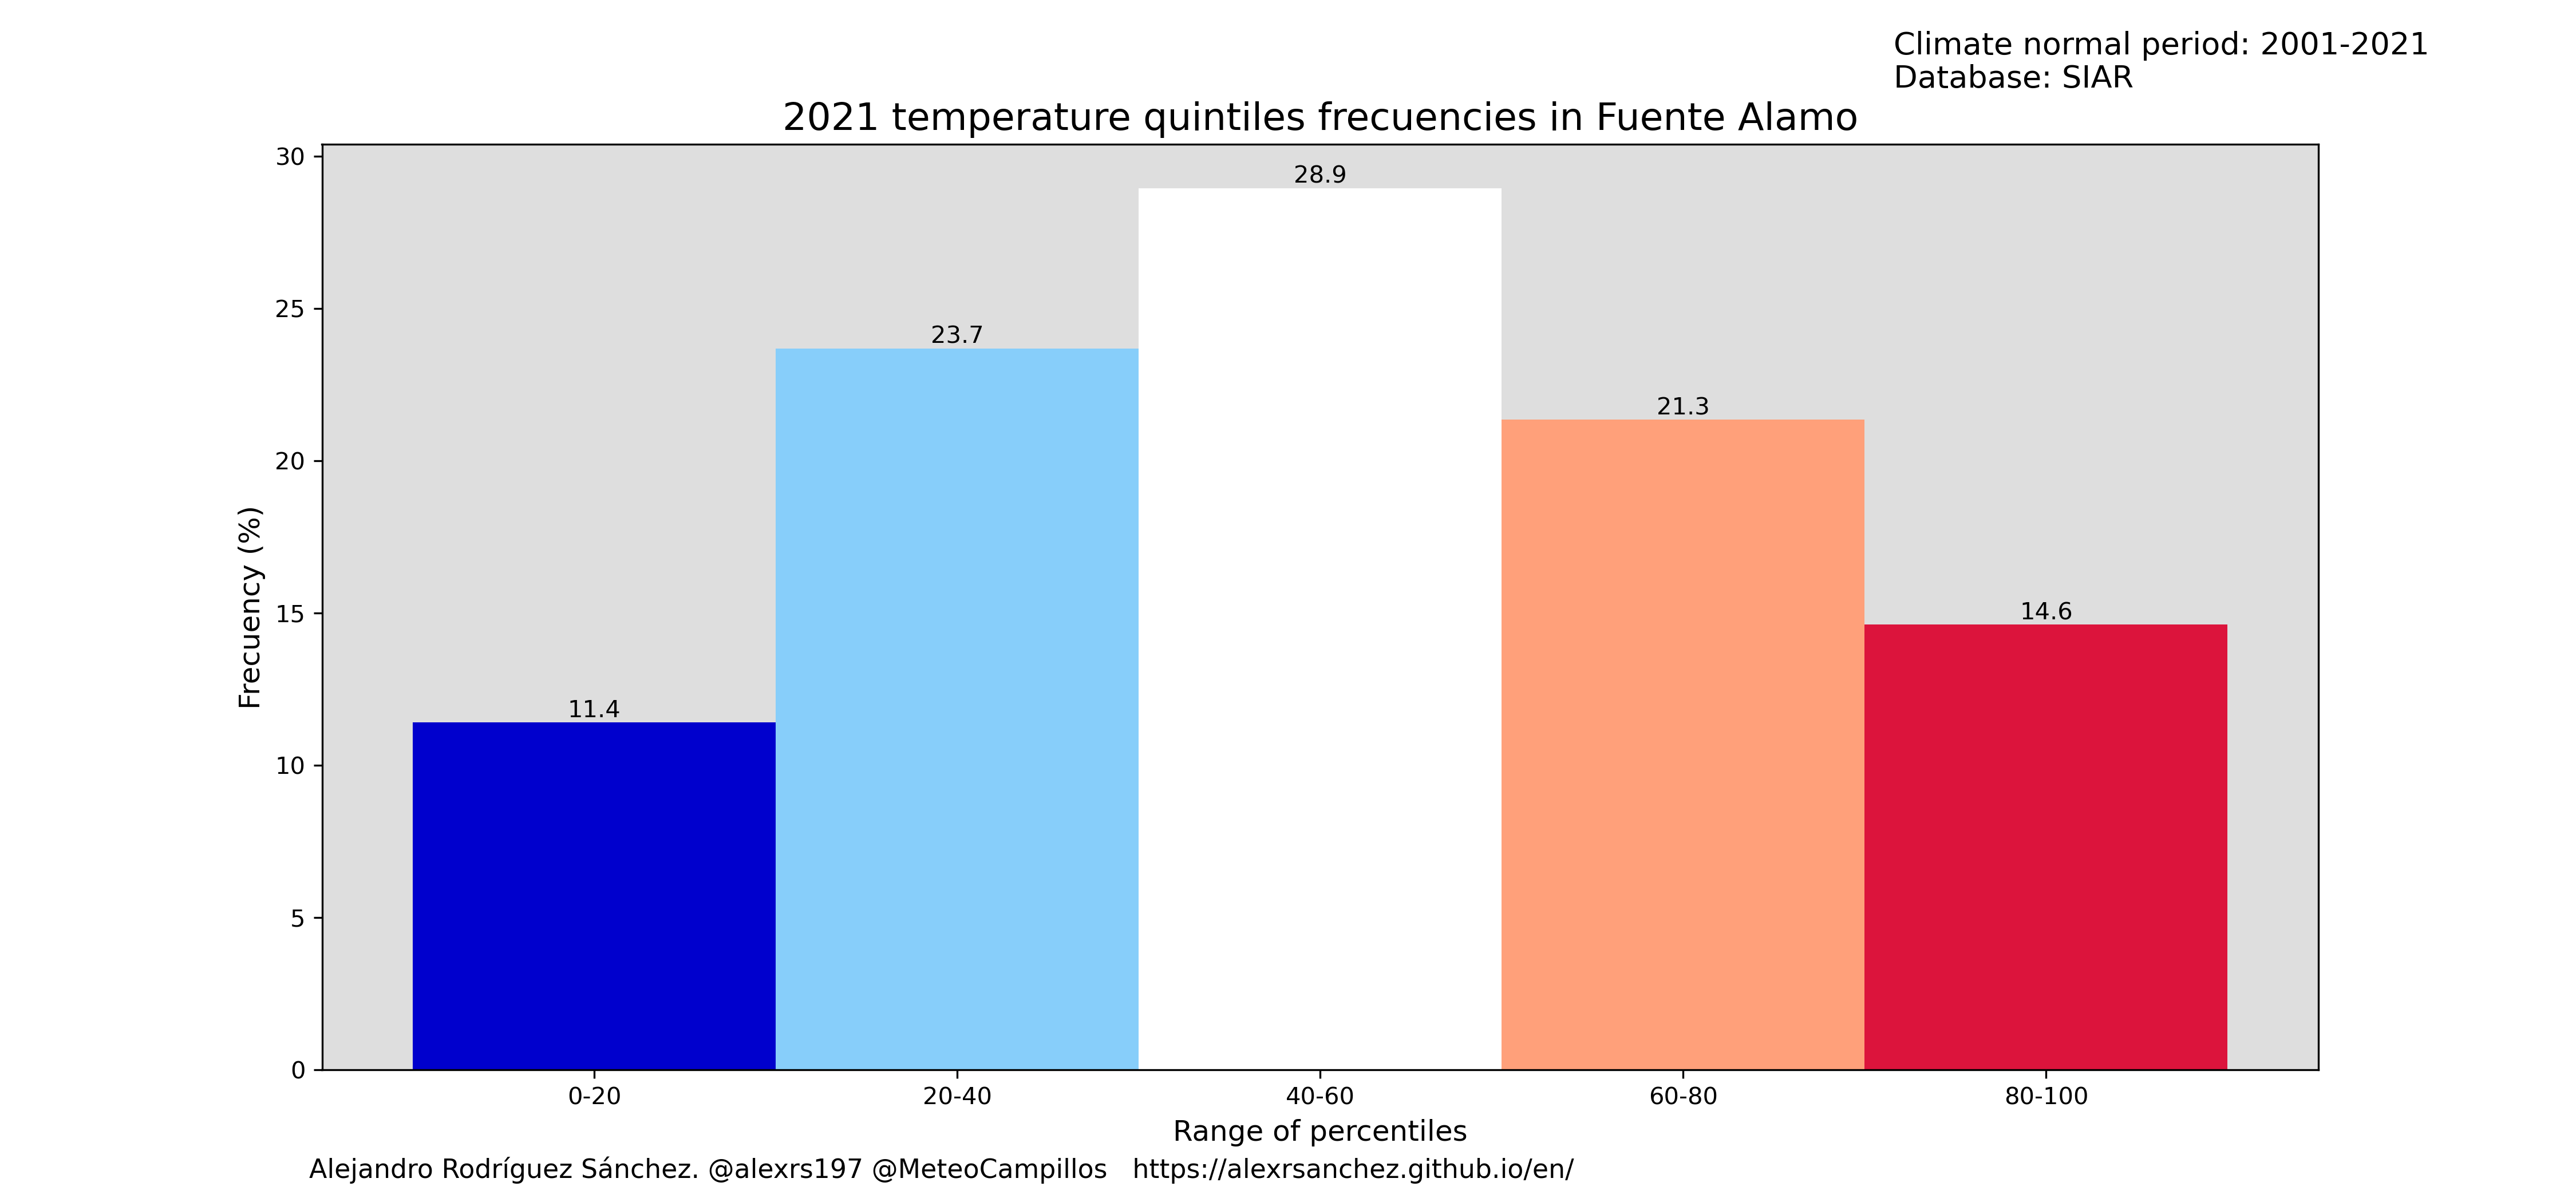 Climate normal period: 2001-2021
Database: SIAR
2021 temperature quintiles frecuencies in Fuente Alamo
30
25
20
15
10
5
0
Frecuency (%)
11.4
23.7
28.9
21.3
14.6
0-20
20-40
40-60
60-80
80-100
Range of percentiles
Alejandro Rodríguez Sánchez. @alexrs197 @MeteoCampillos   https://alexrsanchez.github.io/en/